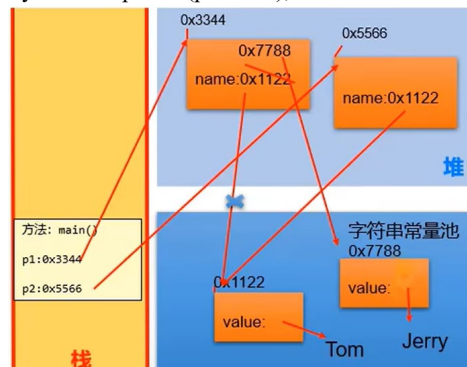 0x3344
0x7788
name:0x1122
0x5566
name:0x1122
堆
方法: main()
p1:0x3344
p2:0x5566
栈
字符串常量池
0x7788
value:
Jerry
0x1122
value:
Tom